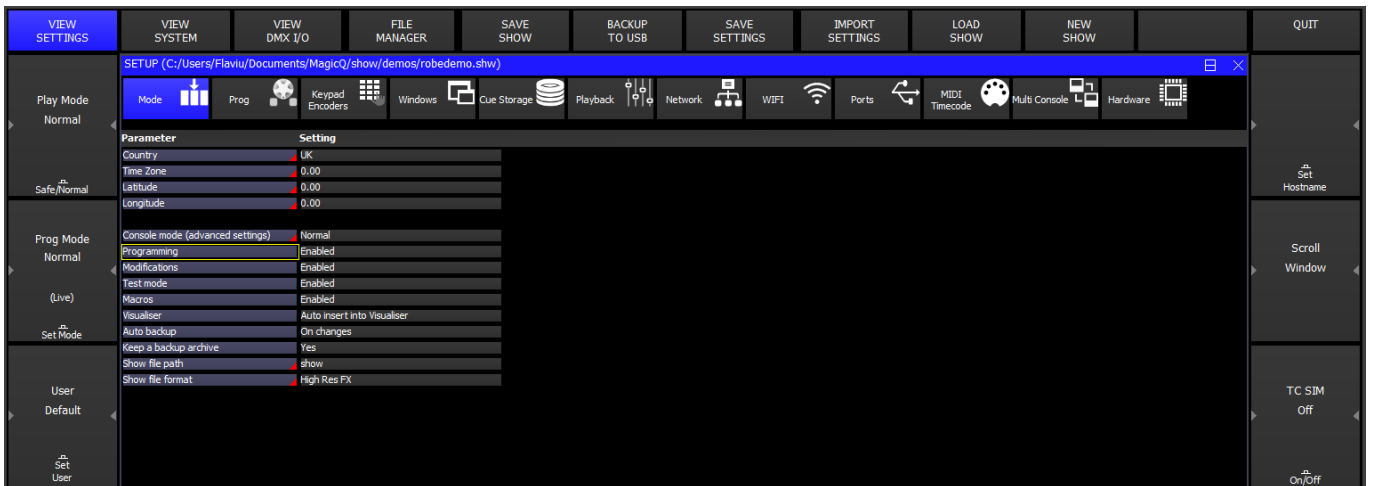 VIEW
SETTINGS
VIEW
SYSTEM
VIEW
DMX I/O
FILE
MANAGER
SAVE
SHOW
BACKUP
TO USB
SAVE
SETTINGS
IMPORT
SETTINGS
LOAD
SHOW
NEW
SHOW
QUIT
SETUP (C:/Users/Flaviu/Documents/MagicQ/show/demos/robedemo.shw)
Mode
Prog
Keypad
Encoders
Windows
Cue Storage
Playback
Network
WIFI
Ports
MIDI
Timecode
Multi Console
Hardware
Parameter Setting
Country UK
Time Zone 0.00
Latitude 0.00
Longitude 0.00
Console mode (advanced settings) Normal
Programming Enabled
Modifications Enabled
Test mode Enabled
Macros Enabled
Visualiser Auto insert into Visualiser
Auto backup On changes
Keep a backup archive Yes
Show file path show
Show file format High Res FX
Play Mode
Normal
Safe/Normal
Prog Mode
Normal
(Live)
Set Mode
User
Default
Set
User
Set
Hostname
Scroll
Window
TC SIM
Off
On/Off